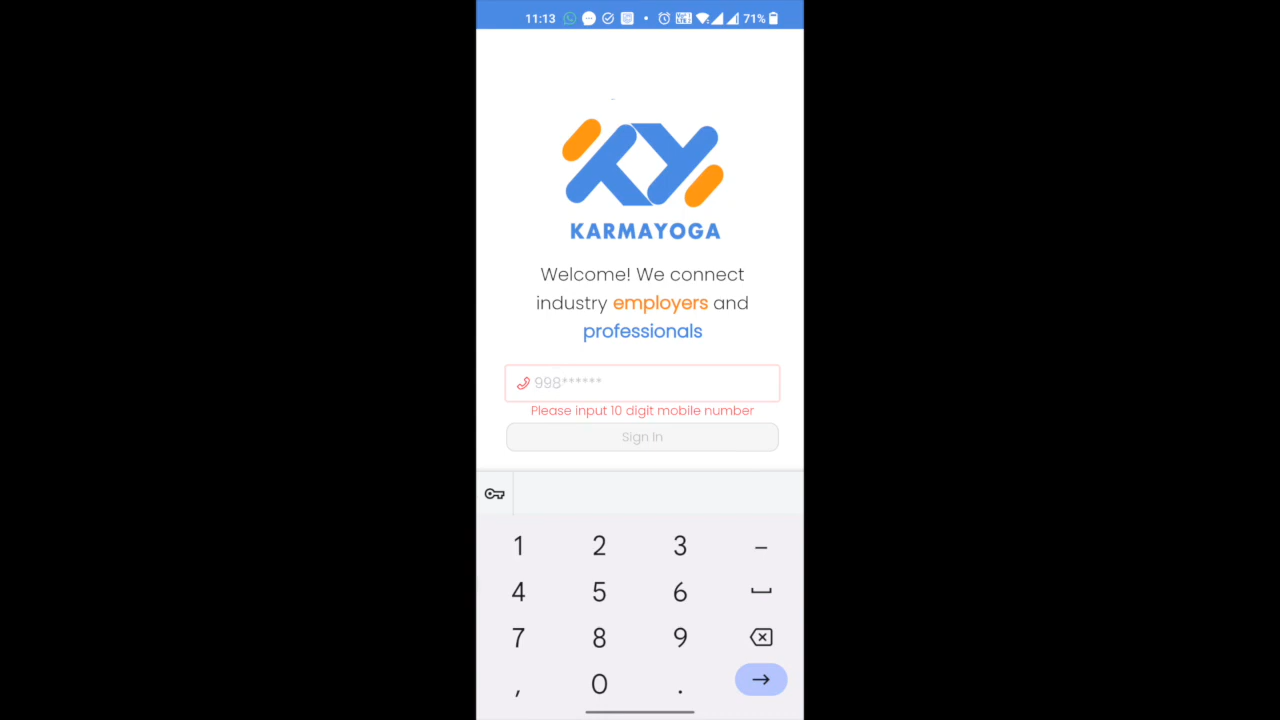 11:13 71%
KARMAYOGA
Welcome! We connect
industry employers and
professionals
998******
Please input 10 digit mobile number
Sign In
1 2 3 –
4 5 6
7 8 9
, 0 .